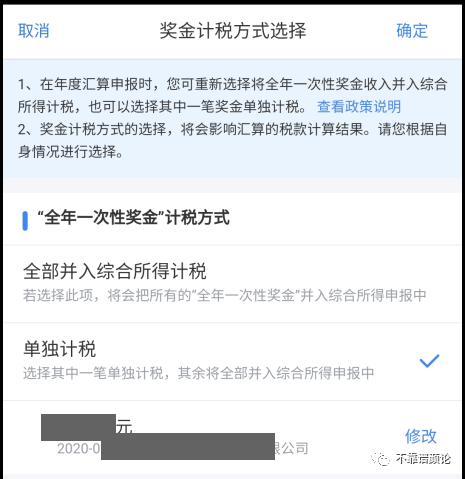 取消 奖金计税方式选择 确定
1、在年度汇算申报时，您可重新选择将全年一次性奖金收入并入综合
所得计税，也可以选择其中一笔奖金单独计税。 查看政策说明
2、奖金计税方式的选择，将会影响汇算的税款计算结果。请您根据自
身情况进行选择。
“全年一次性奖金”计税方式
全部并入综合所得计税
若选择此项，将会把所有的“全年一次性奖金”并入综合所得申报中
单独计税
选择其中一笔单独计税，其余将全部并入综合所得申报中
元
2020-0 限公司
修改
不靠谱颜论